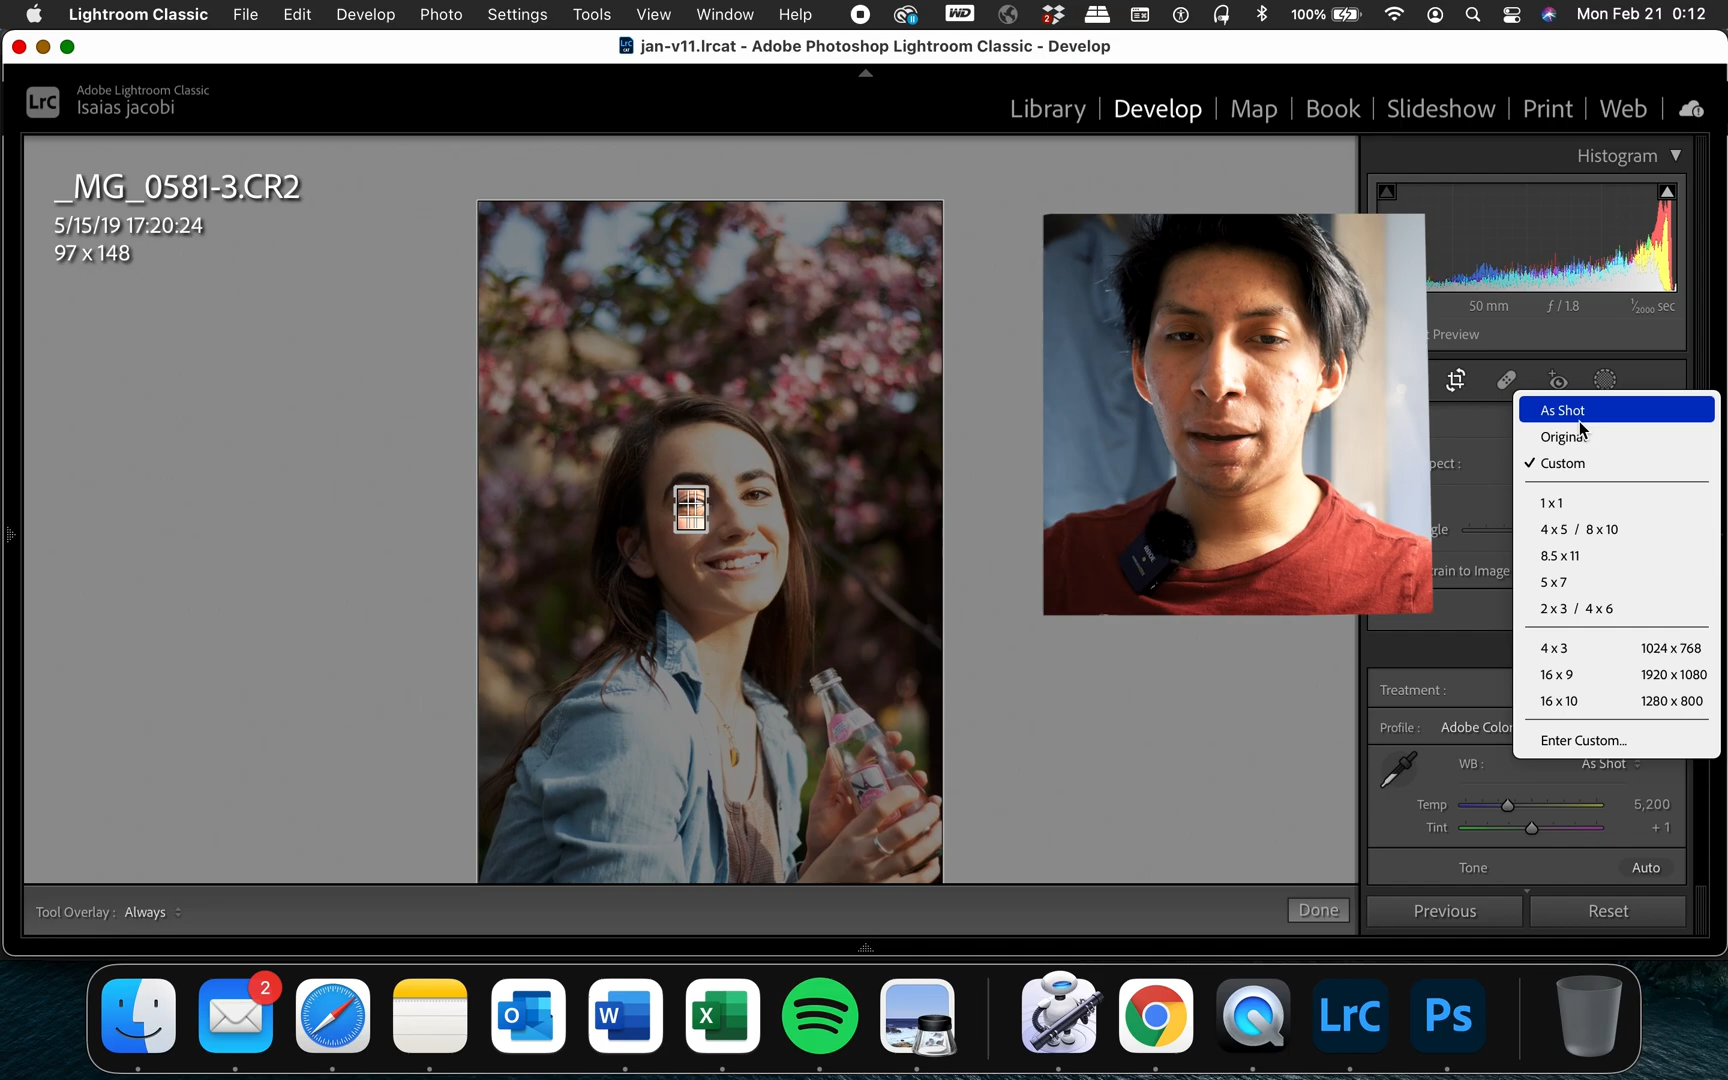 Lightroom Classic File Edit Develop Photo Settings Tools View Window Help WD 2 100% Mon Feb 21 0:12
jan-v11.lrcat - Adobe Photoshop Lightroom Classic - Develop
LrC
Adobe Lightroom Classic
Isaias jacobi
Library | Develop | Map | Book | Slideshow | Print | Web |
_MG_0581-3.CR2
5/15/19 17:20:24
97 x 148
Histogram
50 mm f / 1.8 1/2000 sec
Preview
As Shot
Original
Custom
pect :
1 x 1
4 x 5 / 8 x 10
8.5 x 11
5 x 7
2 x 3 / 4 x 6
4 x 3 1024 x 768
16 x 9 1920 x 1080
16 x 10 1280 x 800
Enter Custom...
gle
rain to Image
Treatment :
Profile : Adobe Color
WB : As Shot
Temp 5,200
Tint + 1
Tone Auto
Tool Overlay : Always
Done
Previous
Reset
2
O
W
X
LrC
Ps